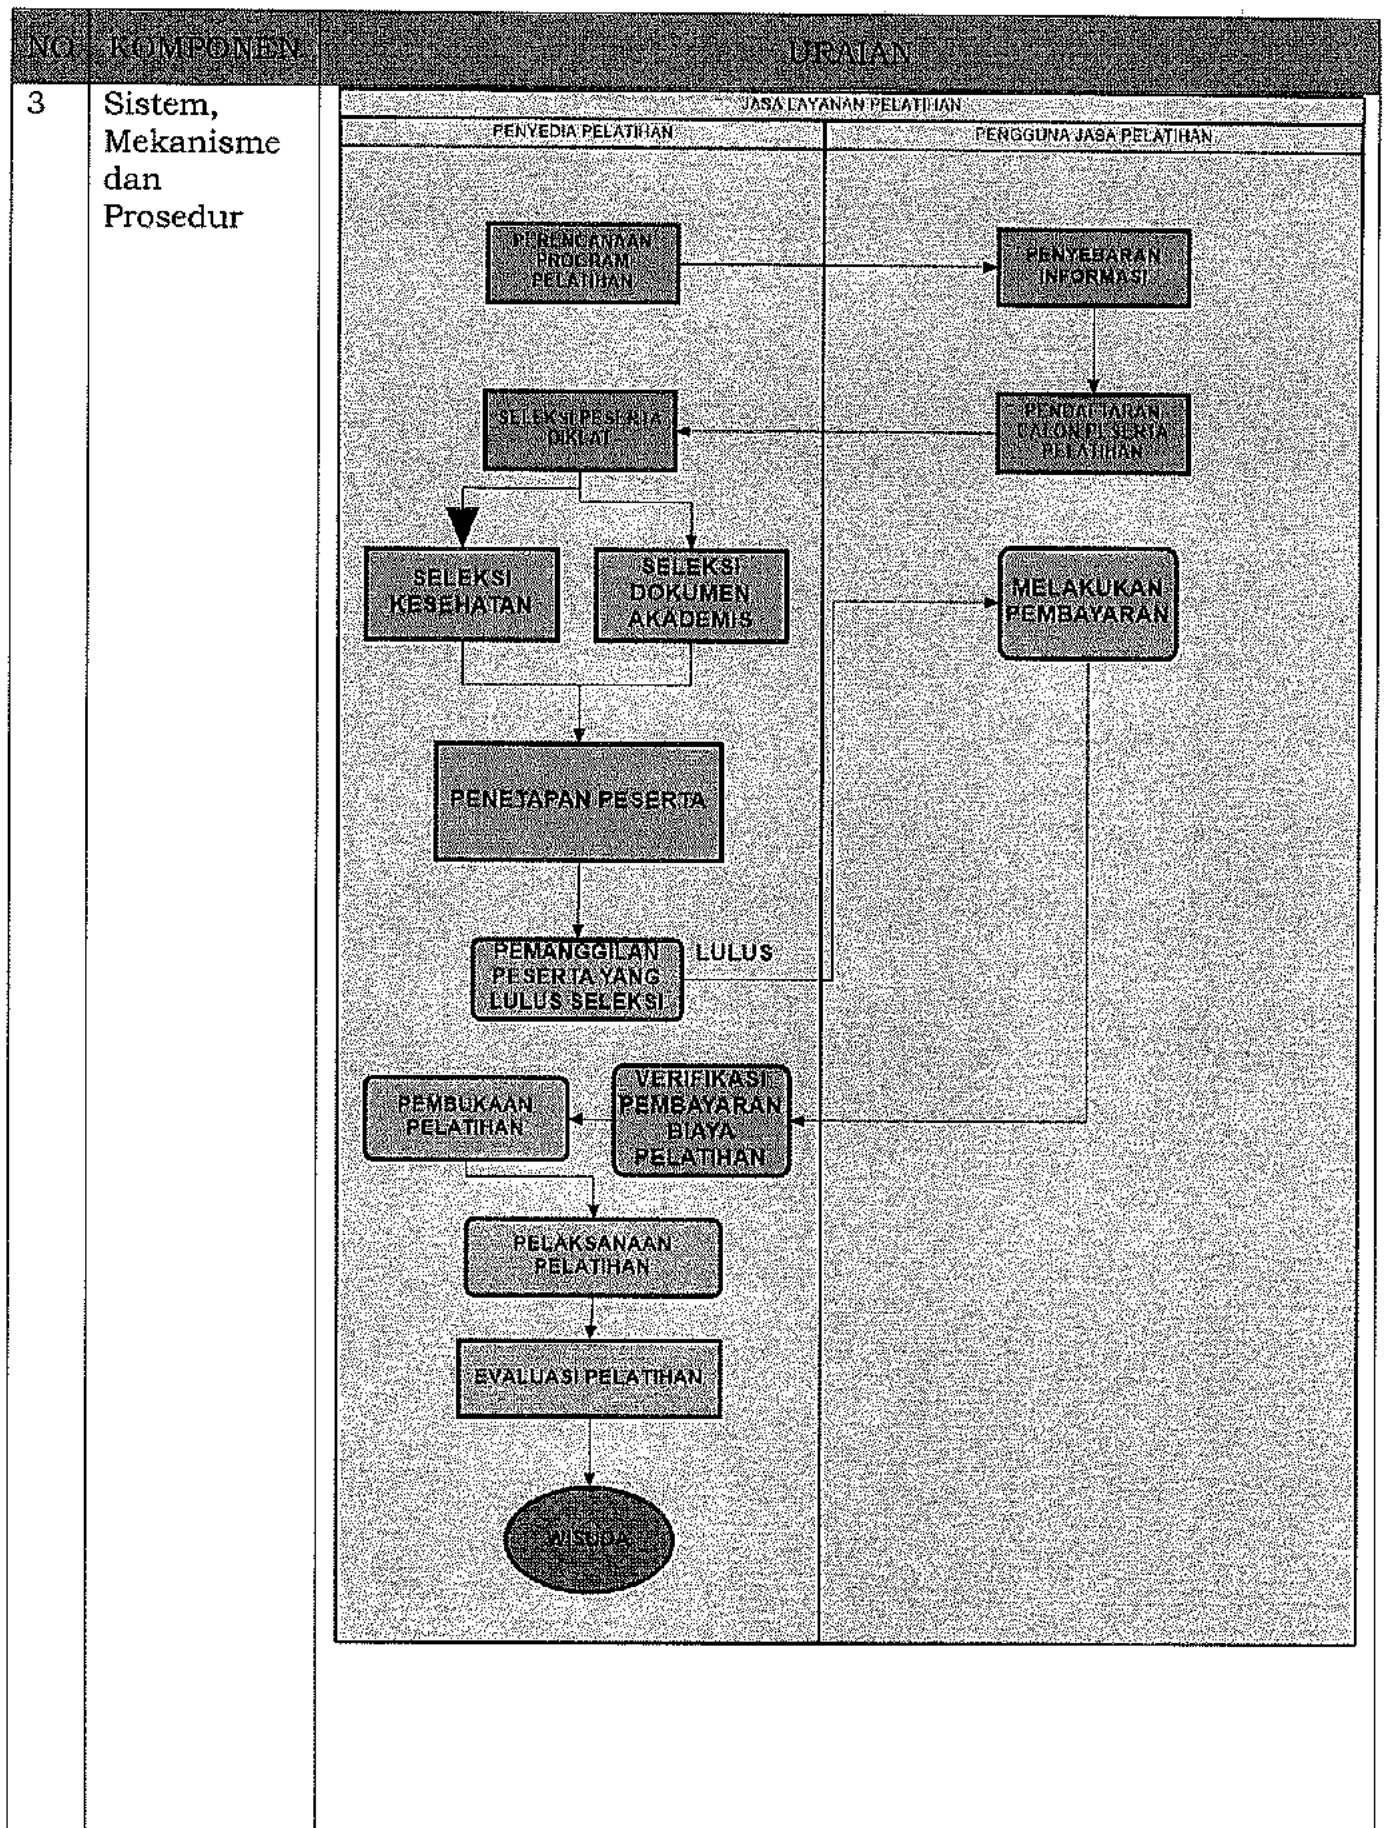 NO KOMPONEN URAIAN
3 Sistem,
Mekanisme
dan
Prosedur
JASA LAYANAN PELATIHAN
PENYEDIA PELATIHAN
PENGGUNA JASA PELATIHAN
PERENCANAAN
PROGRAM
PELATIHAN
PENYEBARAN
INFORMASI
SELEKSI PESERTA
DIKLAT
PENDAFTARAN
CALON PESERTA
PELATIHAN
SELEKSI
KESEHATAN
SELEKSI
DOKUMEN
AKADEMIS
MELAKUKAN
PEMBAYARAN
PENETAPAN PESERTA
PEMANGGILAN
PESERTA YANG
LULUS SELEKSI
LULUS
PEMBUKAAN
PELATIHAN
VERIFIKASI
PEMBAYARAN
BIAYA
PELATIHAN
PELAKSANAAN
PELATIHAN
EVALUASI PELATIHAN
WISUDA